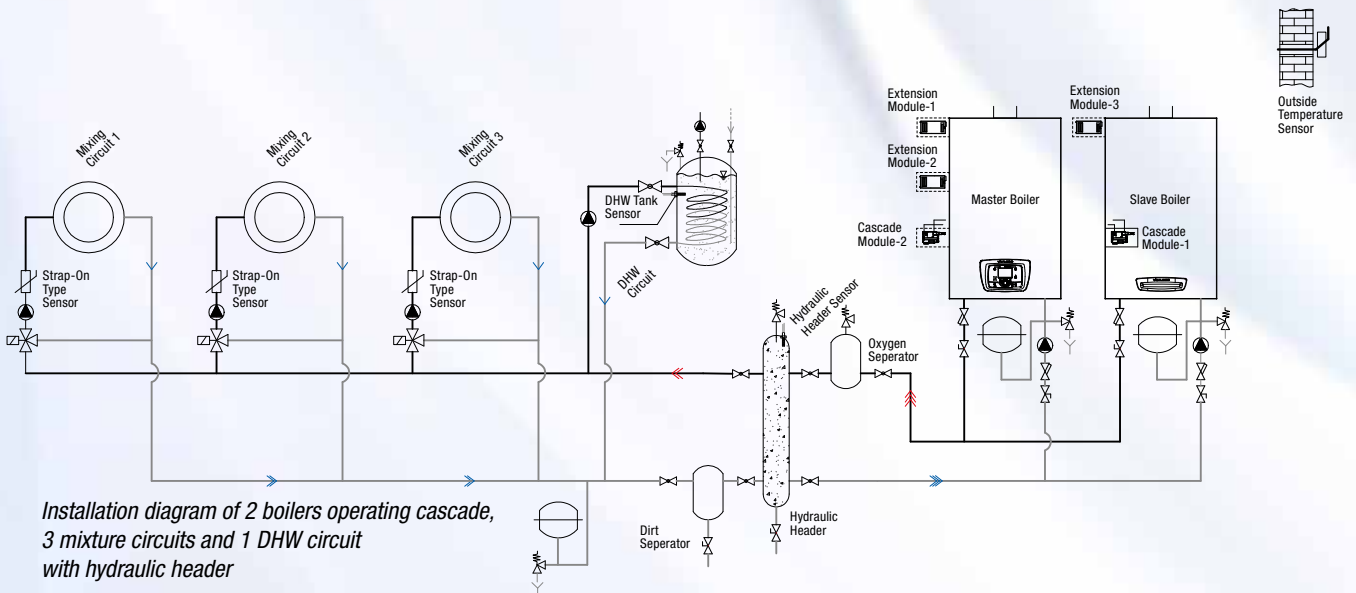 Outside
Temperature
Sensor
Extension
Module-1
Extension
Module-3
Extension
Module-2
Mixing
Circuit 1
Mixing
Circuit 2
Mixing
Circuit 3
DHW Tank
Sensor
Master Boiler
Slave Boiler
Cascade
Module-2
Cascade
Module-1
Strap-On
Type
Sensor
Strap-On
Type
Sensor
Strap-On
Type
Sensor
DHW
Circuit
Hydraulic
Header Sensor
Oxygen
Seperator
Installation diagram of 2 boilers operating cascade,
3 mixture circuits and 1 DHW circuit
with hydraulic header
Dirt
Seperator
Hydraulic
Header